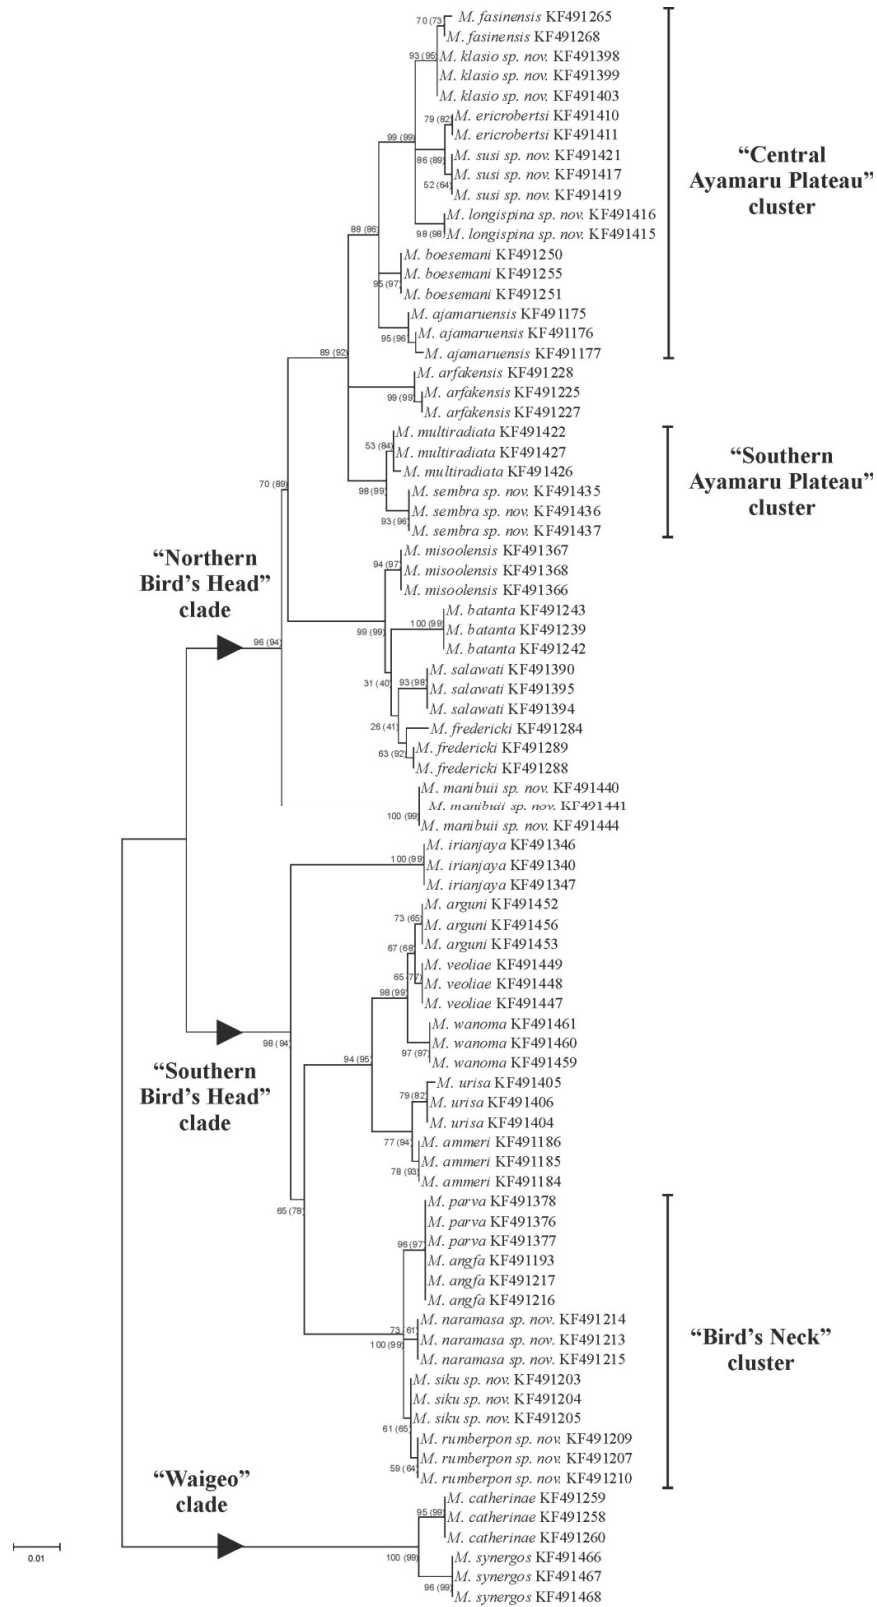 70 (73)
M. fasinensis KF491265
M. fasinensis KF491268
93 (95)
M. klasio sp. nov. KF491398
M. klasio sp. nov. KF491399
M. klasio sp. nov. KF491403
79 (82)
M. ericrobertsi KF491410
M. ericrobertsi KF491411
99 (99)
86 (89)
M. susi sp. nov. KF491421
M. susi sp. nov. KF491417
52 (64)
M. susi sp. nov. KF491419
M. longispina sp. nov. KF491416
98 (98)
M. longispina sp. nov. KF491415
“Central
Ayamaru Plateau”
cluster
88 (86)
M. boesemani KF491250
M. boesemani KF491255
95 (97)
M. boesemani KF491251
M. ajamaruensis KF491175
M. ajamaruensis KF491176
95 (96)
M. ajamaruensis KF491177
89 (92)
M. arfakensis KF491228
99 (99)
M. arfakensis KF491225
M. arfakensis KF491227
M. multiradiata KF491422
53 (84)
M. multiradiata KF491427
M. multiradiata KF491426
98 (99)
M. sembra sp. nov. KF491435
M. sembra sp. nov. KF491436
93 (96)
M. sembra sp. nov. KF491437
“Southern
Ayamaru Plateau”
cluster
70 (89)
“Northern
Bird’s Head”
clade
96 (94)
M. misoolensis KF491367
94 (97)
M. misoolensis KF491368
M. misoolensis KF491366
M. batanta KF491243
100 (99)
M. batanta KF491239
99 (99)
M. batanta KF491242
M. salawati KF491390
31 (40)
93 (98)
M. salawati KF491395
M. salawati KF491394
26 (41)
M. fredericki KF491284
M. fredericki KF491289
63 (92)
M. fredericki KF491288
M. manibuii sp. nov. KF491440
M. manibuii sp. nov. KF491441
100 (99)
M. manibuii sp. nov. KF491444
M. irianjaya KF491346
100 (99)
M. irianjaya KF491340
M. irianjaya KF491347
M. arguni KF491452
73 (65)
M. arguni KF491456
M. arguni KF491453
67 (68)
M. veoliae KF491449
65 (77)
M. veoliae KF491448
M. veoliae KF491447
98 (99)
M. wanoma KF491461
M. wanoma KF491460
97 (97)
M. wanoma KF491459
98 (94)
“Southern
Bird’s Head”
clade
94 (95)
M. urisa KF491405
79 (82)
M. urisa KF491406
M. urisa KF491404
77 (94)
M. ammeri KF491186
M. ammeri KF491185
78 (93)
M. ammeri KF491184
65 (78)
M. parva KF491378
M. parva KF491376
96 (97)
M. parva KF491377
M. angfa KF491193
M. angfa KF491217
M. angfa KF491216
M. naramasa sp. nov. KF491214
73 (61)
M. naramasa sp. nov. KF491213
100 (99)
M. naramasa sp. nov. KF491215
M. siku sp. nov. KF491203
M. siku sp. nov. KF491204
M. siku sp. nov. KF491205
61 (65)
M. rumberpon sp. nov. KF491209
M. rumberpon sp. nov. KF491207
59 (64)
M. rumberpon sp. nov. KF491210
“Bird’s Neck”
cluster
“Waigeo”
clade
M. catherinae KF491259
95 (99)
M. catherinae KF491258
M. catherinae KF491260
100 (99)
M. synergos KF491466
M. synergos KF491467
96 (99)
M. synergos KF491468
0.01